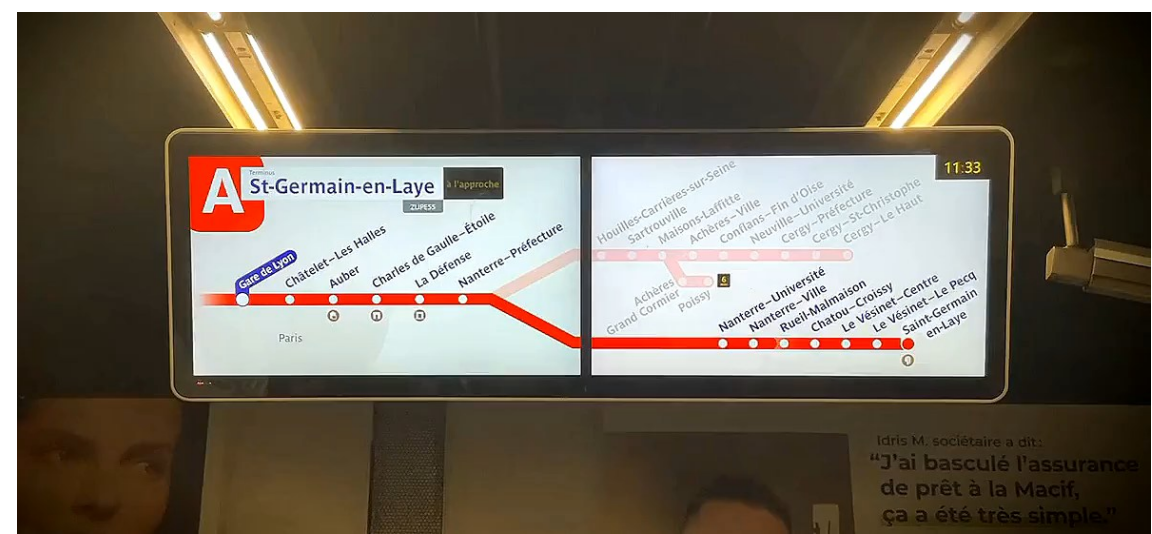 A
Terminus
St-Germain-en-Laye
à l'approche
ZUPESS
11:33
Gare de Lyon
Châtelet–Les Halles
Auber
Charles de Gaulle–Étoile
La Défense
Nanterre–Préfecture
Paris
Houilles-Carrières-sur-Seine
Sartrouville
Maisons-Laffitte
Achères–Ville
Conflans–Fin d'Oise
Neuville–Université
Cergy–Préfecture
Cergy–St-Christophe
Cergy–Le Haut
Achères
Grand Cormier
Poissy
6
Nanterre–Université
Nanterre–Ville
Rueil-Malmaison
Chatou–Croissy
Le Vésinet–Centre
Le Vésinet–Le Pecq
Saint-Germain
en-Laye
Idris M. sociétaire a dit :
“J'ai basculé l'assurance
de prêt à la Macif,
ça a été très simple.”